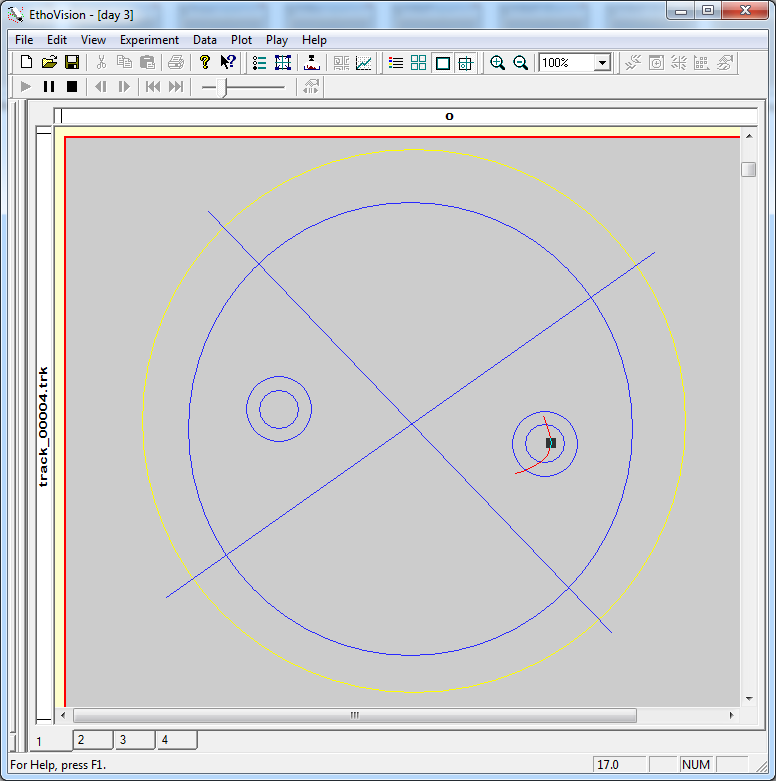 EthoVision - [day 3]
File Edit View Experiment Data Plot Play Help
100%
o
track_00004.trk
1 2 3 4
For Help, press F1. 17.0 NUM